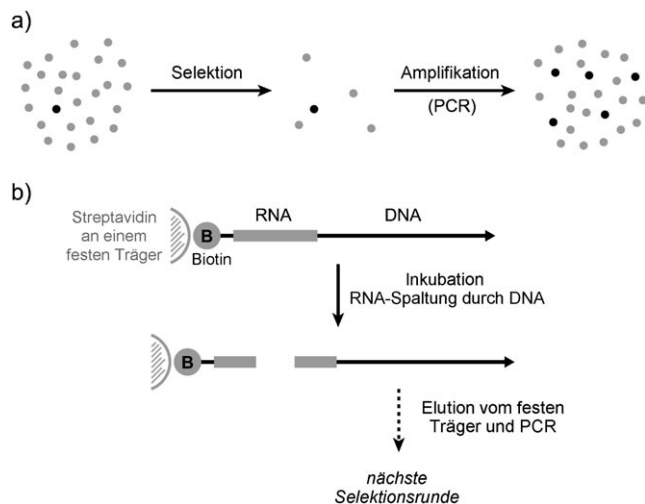 a)
Selektion
Amplifikation
(PCR)
b)
Streptavidin
an einem
festen Träger
B
Biotin
RNA
DNA
Inkubation
RNA-Spaltung durch DNA
B
Elution vom festen
Träger und PCR
nächste
Selektionsrunde